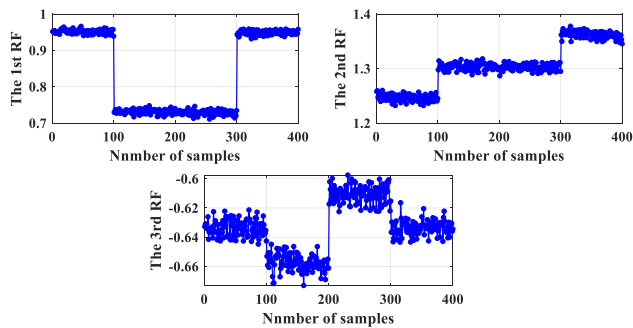 The 1st RF
1
0.9
0.8
0.7
0 100 200 300 400
Nnmber of samples
The 2nd RF
1.4
1.3
1.2
0 100 200 300 400
Nnmber of samples
The 3rd RF
-0.6
-0.62
-0.64
-0.66
0 100 200 300 400
Nnmber of samples